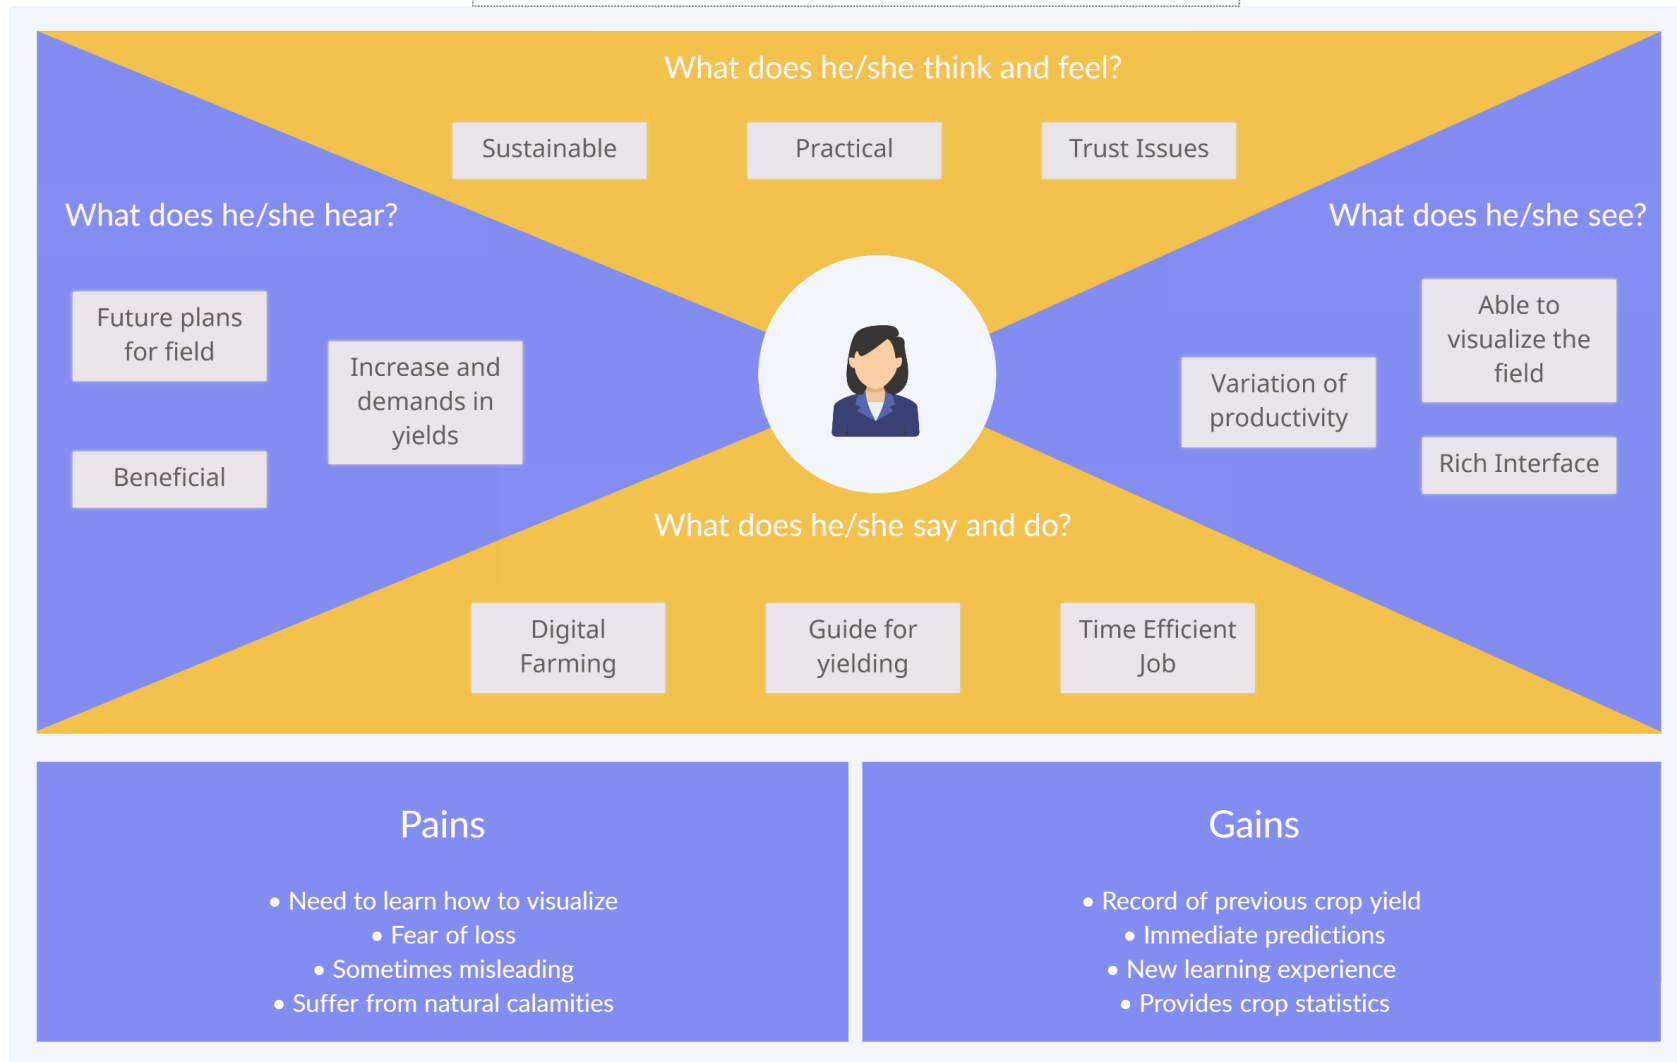 What does he/she think and feel?
Sustainable
Practical
Trust Issues
What does he/she hear?
Future plans
for field
Increase and
demands in
yields
Beneficial
What does he/she see?
Able to
visualize the
field
Variation of
productivity
Rich Interface
What does he/she say and do?
Digital
Farming
Guide for
yielding
Time Efficient
Job
Pains
• Need to learn how to visualize
• Fear of loss
• Sometimes misleading
• Suffer from natural calamities
Gains
• Record of previous crop yield
• Immediate predictions
• New learning experience
• Provides crop statistics